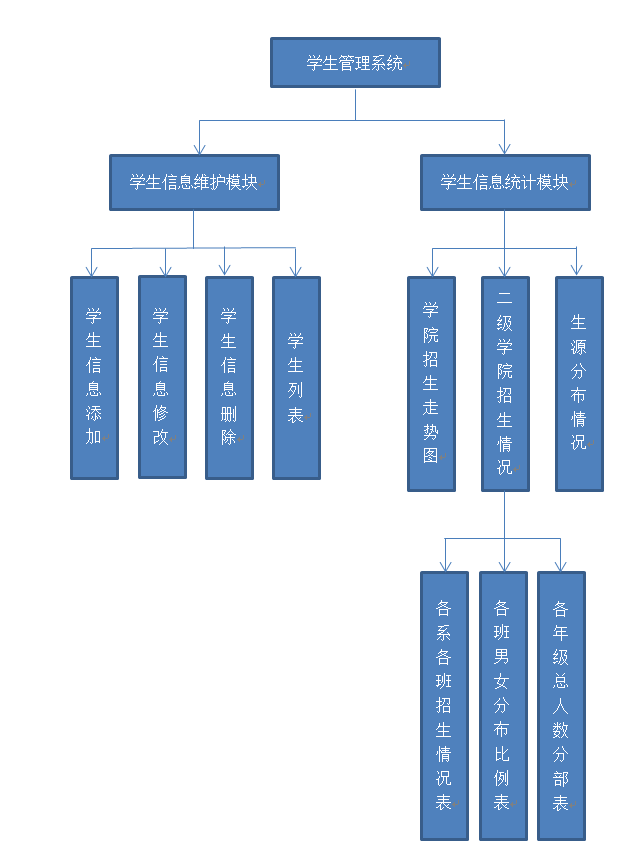 学生管理系统
学生信息维护模块
学生信息统计模块
学生信息添加
学生信息修改
学生信息删除
学生列表
学院招生走势图
二级学院招生情况
生源分布情况
各系各班招生情况表
各班男女分布比例表
各年级总人数分部表